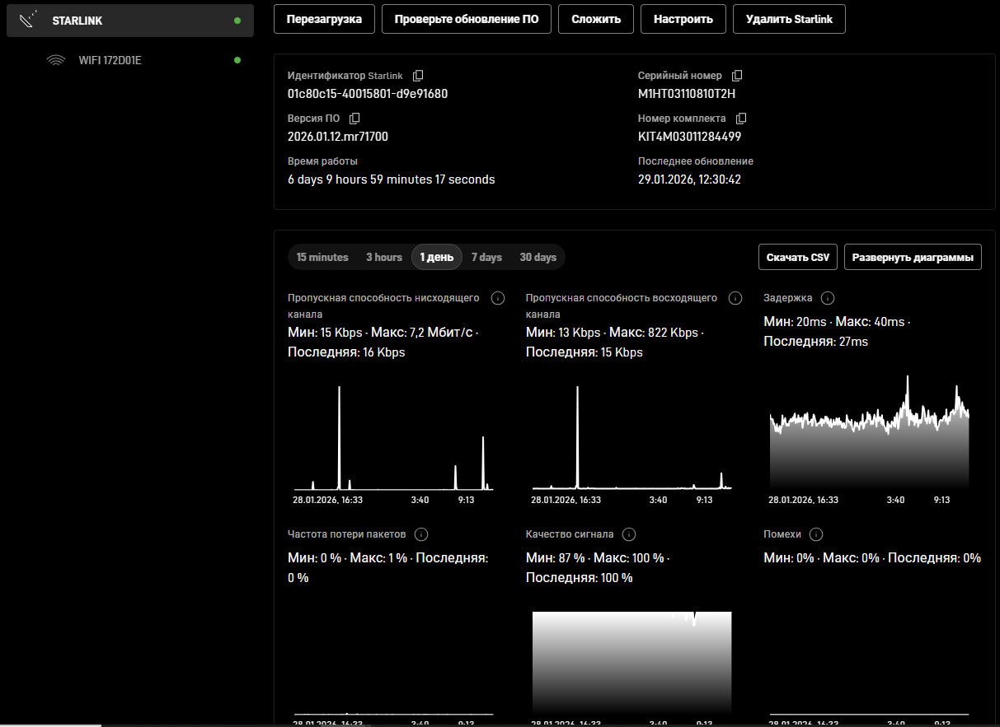 STARLINK
WIFI 172D01E
Перезагрузка
Проверьте обновление ПО
Сложить
Настроить
Удалить Starlink
Идентификатор Starlink
01c80c15-40015801-d9e91680
Серийный номер
M1HT03110810T2H
Версия ПО
2026.01.12.mr71700
Номер комплекта
KIT4M03011284499
Время работы
6 days 9 hours 59 minutes 17 seconds
Последнее обновление
29.01.2026, 12:30:42
15 minutes
3 hours
1 день
7 days
30 days
Скачать CSV
Развернуть диаграммы
Пропускная способность нисходящего
канала
Мин: 15 Kbps · Макс: 7,2 Мбит/с ·
Последняя: 16 Kbps
28.01.2026, 16:33
3:40
9:13
Пропускная способность восходящего
канала
Мин: 13 Kbps · Макс: 822 Kbps ·
Последняя: 15 Kbps
28.01.2026, 16:33
3:40
9:13
Задержка
Мин: 20ms · Макс: 40ms ·
Последняя: 27ms
28.01.2026, 16:33
3:40
9:13
Частота потери пакетов
Мин: 0 % · Макс: 1 % · Последняя:
0 %
28.01.2026, 16:33
3:40
9:13
Качество сигнала
Мин: 87 % · Макс: 100 % ·
Последняя: 100 %
28.01.2026, 16:33
3:40
9:13
Помехи
Мин: 0% · Макс: 0% · Последняя: 0%
28.01.2026, 16:33
3:40
9:13